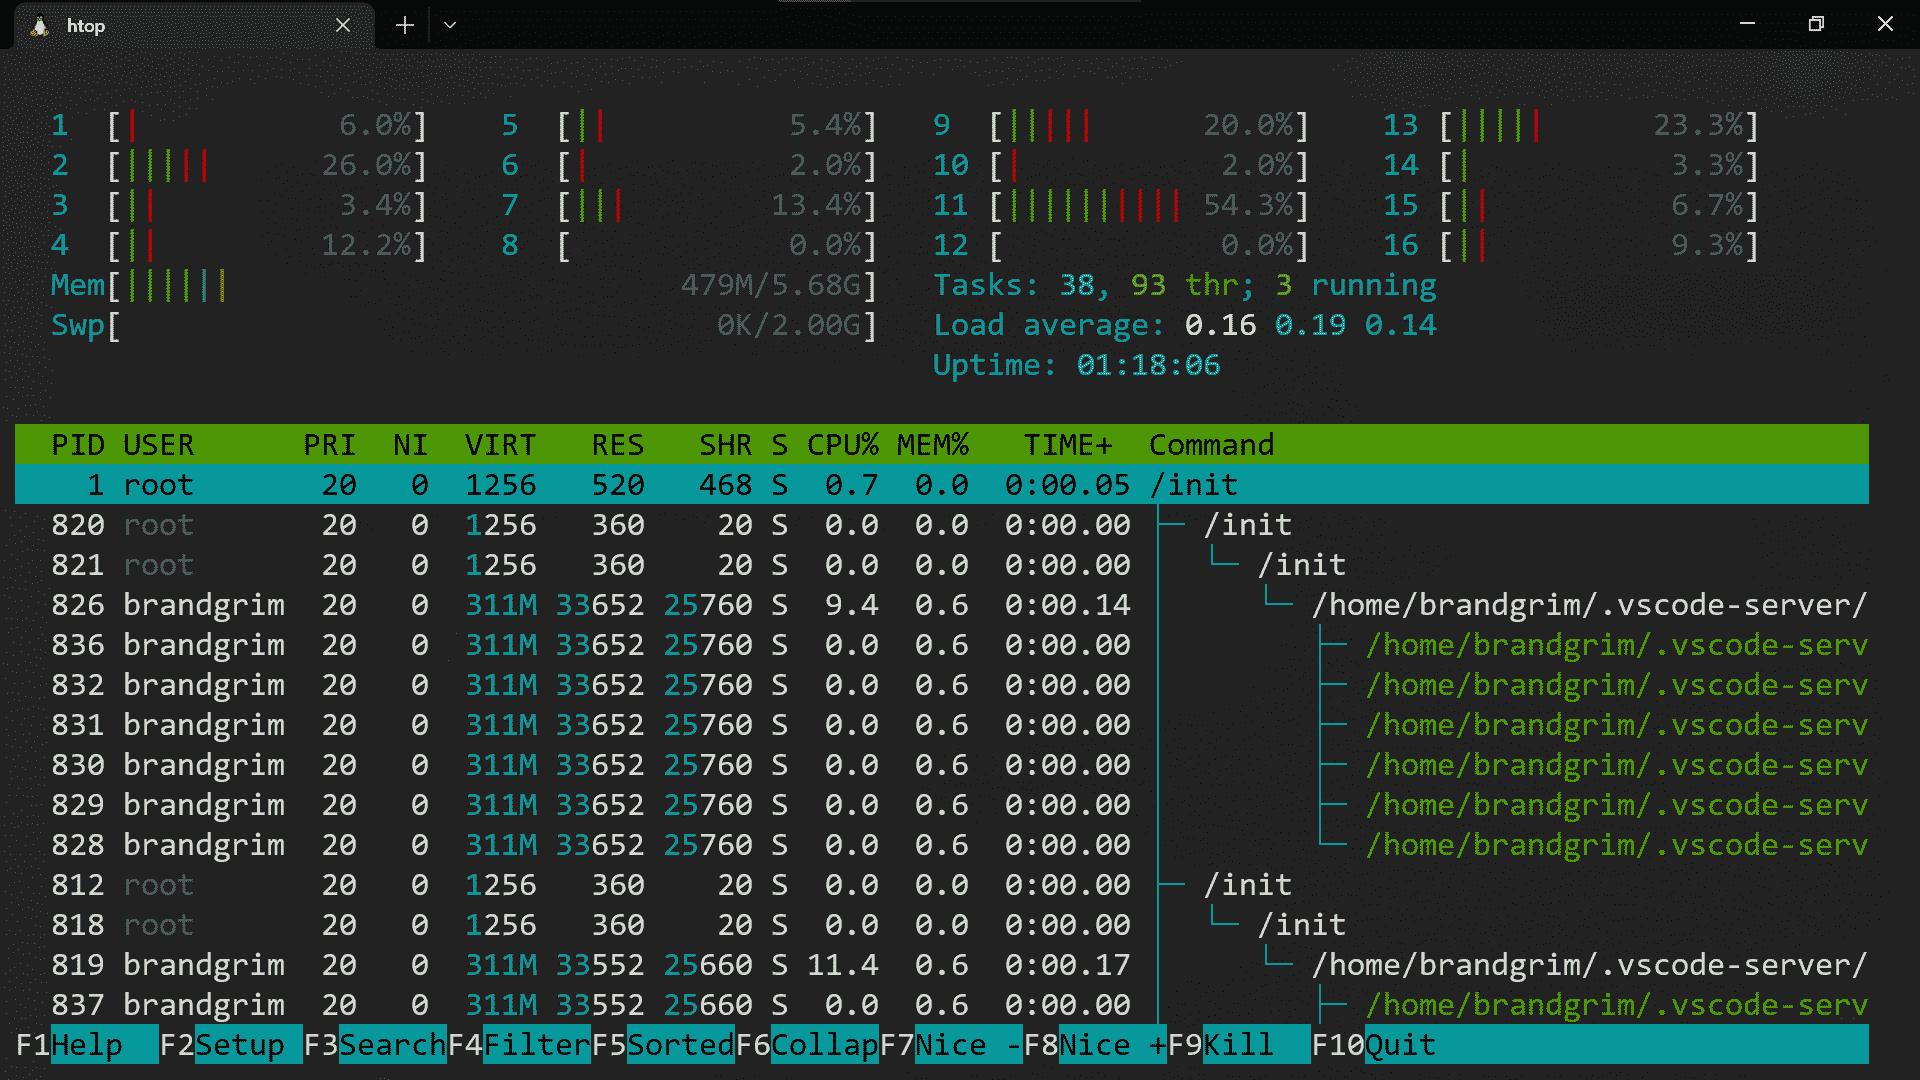 htop
1 [| 6.0%] 5 [|| 5.4%] 9 [||||| 20.0%] 13 [||||| 23.3%]
2 [||||| 26.0%] 6 [| 2.0%] 10 [| 2.0%] 14 [| 3.3%]
3 [|| 3.4%] 7 [||| 13.4%] 11 [|||||||||| 54.3%] 15 [|| 6.7%]
4 [|| 12.2%] 8 [ 0.0%] 12 [ 0.0%] 16 [|| 9.3%]
Mem[|||||| 479M/5.68G] Tasks: 38, 93 thr; 3 running
Swp[ 0K/2.00G] Load average: 0.16 0.19 0.14
Uptime: 01:18:06
PID USER PRI NI VIRT RES SHR S CPU% MEM% TIME+ Command
1 root 20 0 1256 520 468 S 0.7 0.0 0:00.05 /init
820 root 20 0 1256 360 20 S 0.0 0.0 0:00.00 ├─ /init
821 root 20 0 1256 360 20 S 0.0 0.0 0:00.00 │ └─ /init
826 brandgrim 20 0 311M 33652 25760 S 9.4 0.6 0:00.14 │ └─ /home/brandgrim/.vscode-server/
836 brandgrim 20 0 311M 33652 25760 S 0.0 0.6 0:00.00 │ ├─ /home/brandgrim/.vscode-serv
832 brandgrim 20 0 311M 33652 25760 S 0.0 0.6 0:00.00 │ ├─ /home/brandgrim/.vscode-serv
831 brandgrim 20 0 311M 33652 25760 S 0.0 0.6 0:00.00 │ ├─ /home/brandgrim/.vscode-serv
830 brandgrim 20 0 311M 33652 25760 S 0.0 0.6 0:00.00 │ ├─ /home/brandgrim/.vscode-serv
829 brandgrim 20 0 311M 33652 25760 S 0.0 0.6 0:00.00 │ ├─ /home/brandgrim/.vscode-serv
828 brandgrim 20 0 311M 33652 25760 S 0.0 0.6 0:00.00 │ └─ /home/brandgrim/.vscode-serv
812 root 20 0 1256 360 20 S 0.0 0.0 0:00.00 ├─ /init
818 root 20 0 1256 360 20 S 0.0 0.0 0:00.00 │ └─ /init
819 brandgrim 20 0 311M 33552 25660 S 11.4 0.6 0:00.17 │ └─ /home/brandgrim/.vscode-server/
837 brandgrim 20 0 311M 33552 25660 S 0.0 0.6 0:00.00 │ ├─ /home/brandgrim/.vscode-serv
F1Help F2Setup F3SearchF4FilterF5SortedF6CollapF7Nice -F8Nice +F9Kill F10Quit